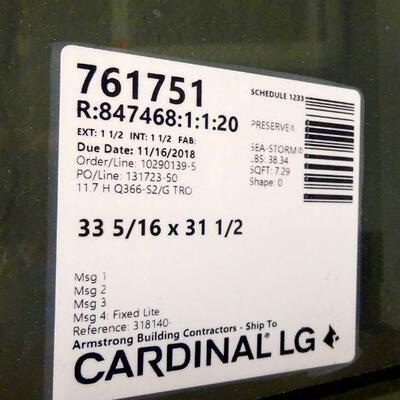 761751
SCHEDULE 1233
R:847468:1:1:20
EXT: 1 1/2 INT: 1 1/2 FAB:
PRESERVE®
Due Date: 11/16/2018
SEA-STORM®
Order/Line: 10290139-5
LBS: 38.34
PO/Line: 131723-50
SQFT: 7.29
11.7 H Q366-S2/G TRO
Shape: 0
33 5/16 x 31 1/2
Msg 1
Msg 2
Msg 3
Msg 4: Fixed Lite
Reference: 318140-
Armstrong Building Contractors - Ship To
CARDINAL® LG